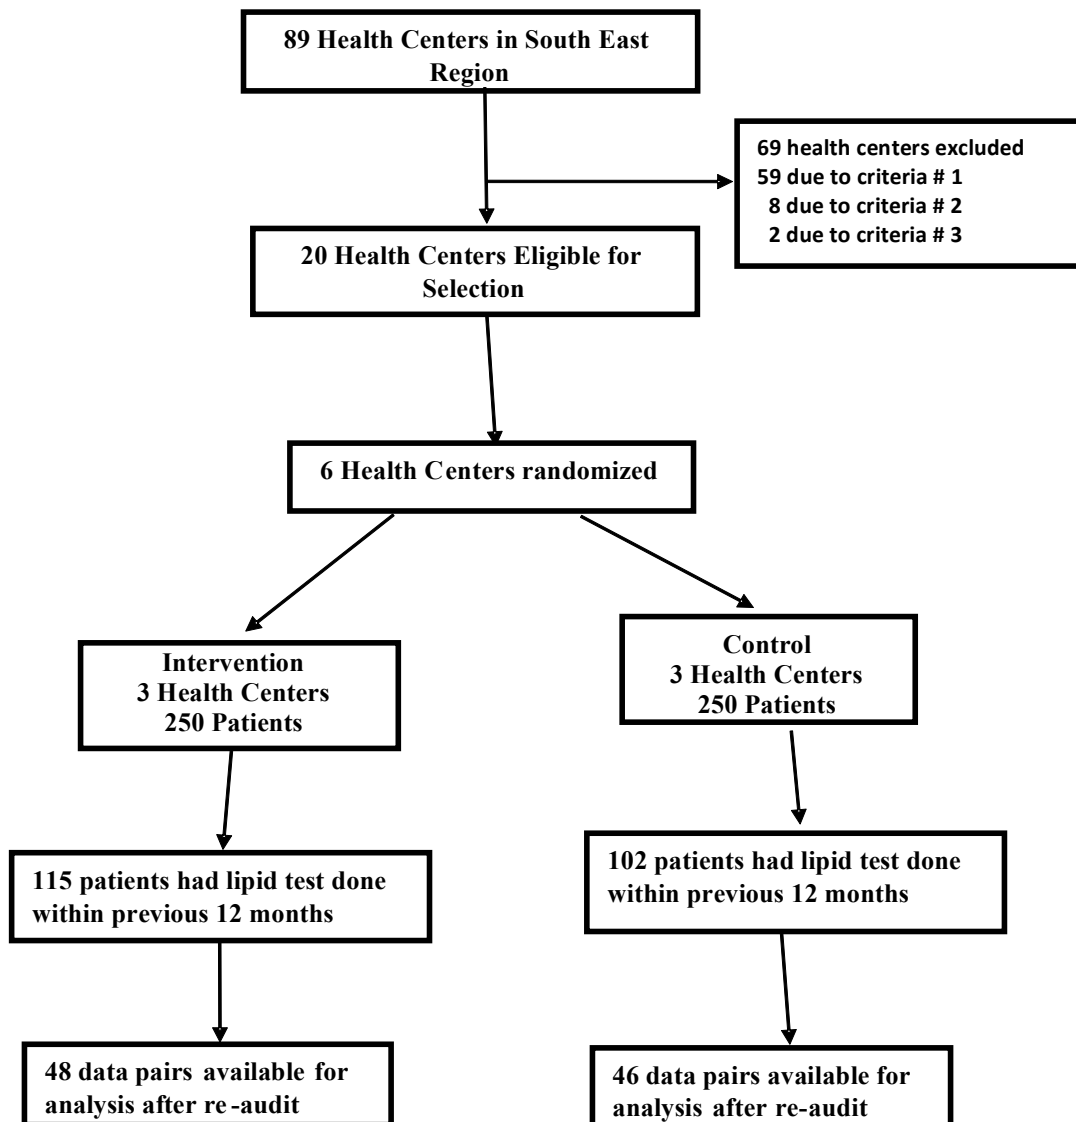 89 Health Centers in South East
Region
69 health centers excluded
59 due to criteria # 1
8 due to criteria # 2
2 due to criteria # 3
20 Health Centers Eligible for
Selection
6 Health Centers randomized
Intervention
3 Health Centers
250 Patients
Control
3 Health Centers
250 Patients
115 patients had lipid test done
within previous 12 months
102 patients had lipid test done
within previous 12 months
48 data pairs available for
analysis after re-audit
46 data pairs available for
analysis after re-audit